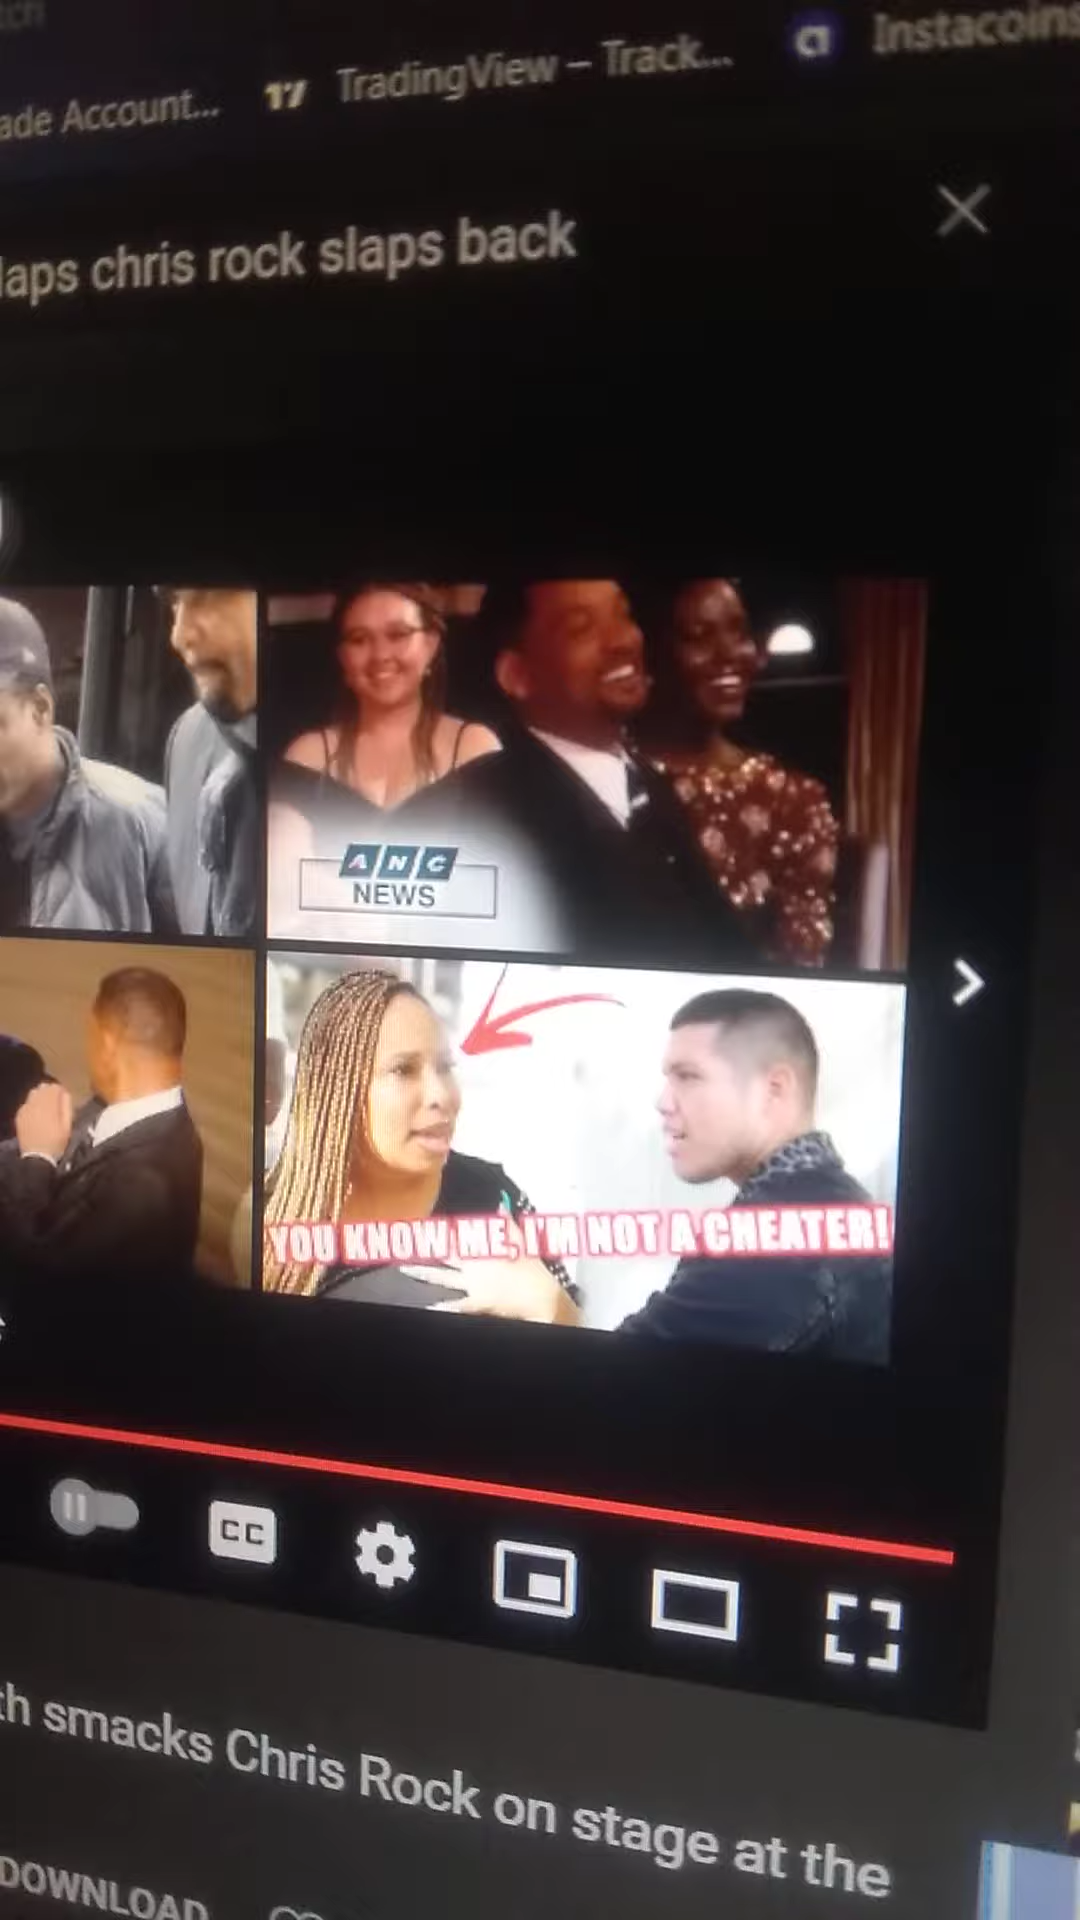 ade Account...
TradingView – Track...
Instacoins
laps chris rock slaps back
ANC
NEWS
YOU KNOW ME, I'M NOT A CHEATER!
CC
th smacks Chris Rock on stage at the
DOWNLOAD